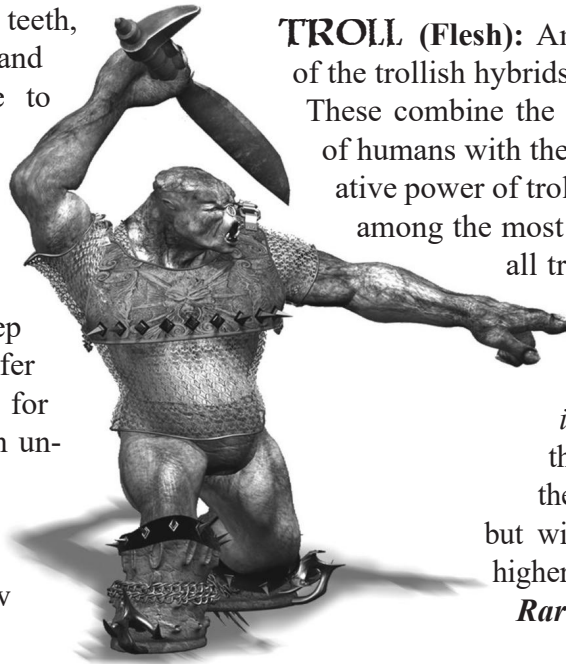 teeth,
and
e to
ep
fer
for
n un-
v
TROLL (Flesh): An
of the trollish hybrids
These combine the
of humans with the
ative power of trol
among the most
all tr
i
th
the
but wi
higher
Rar